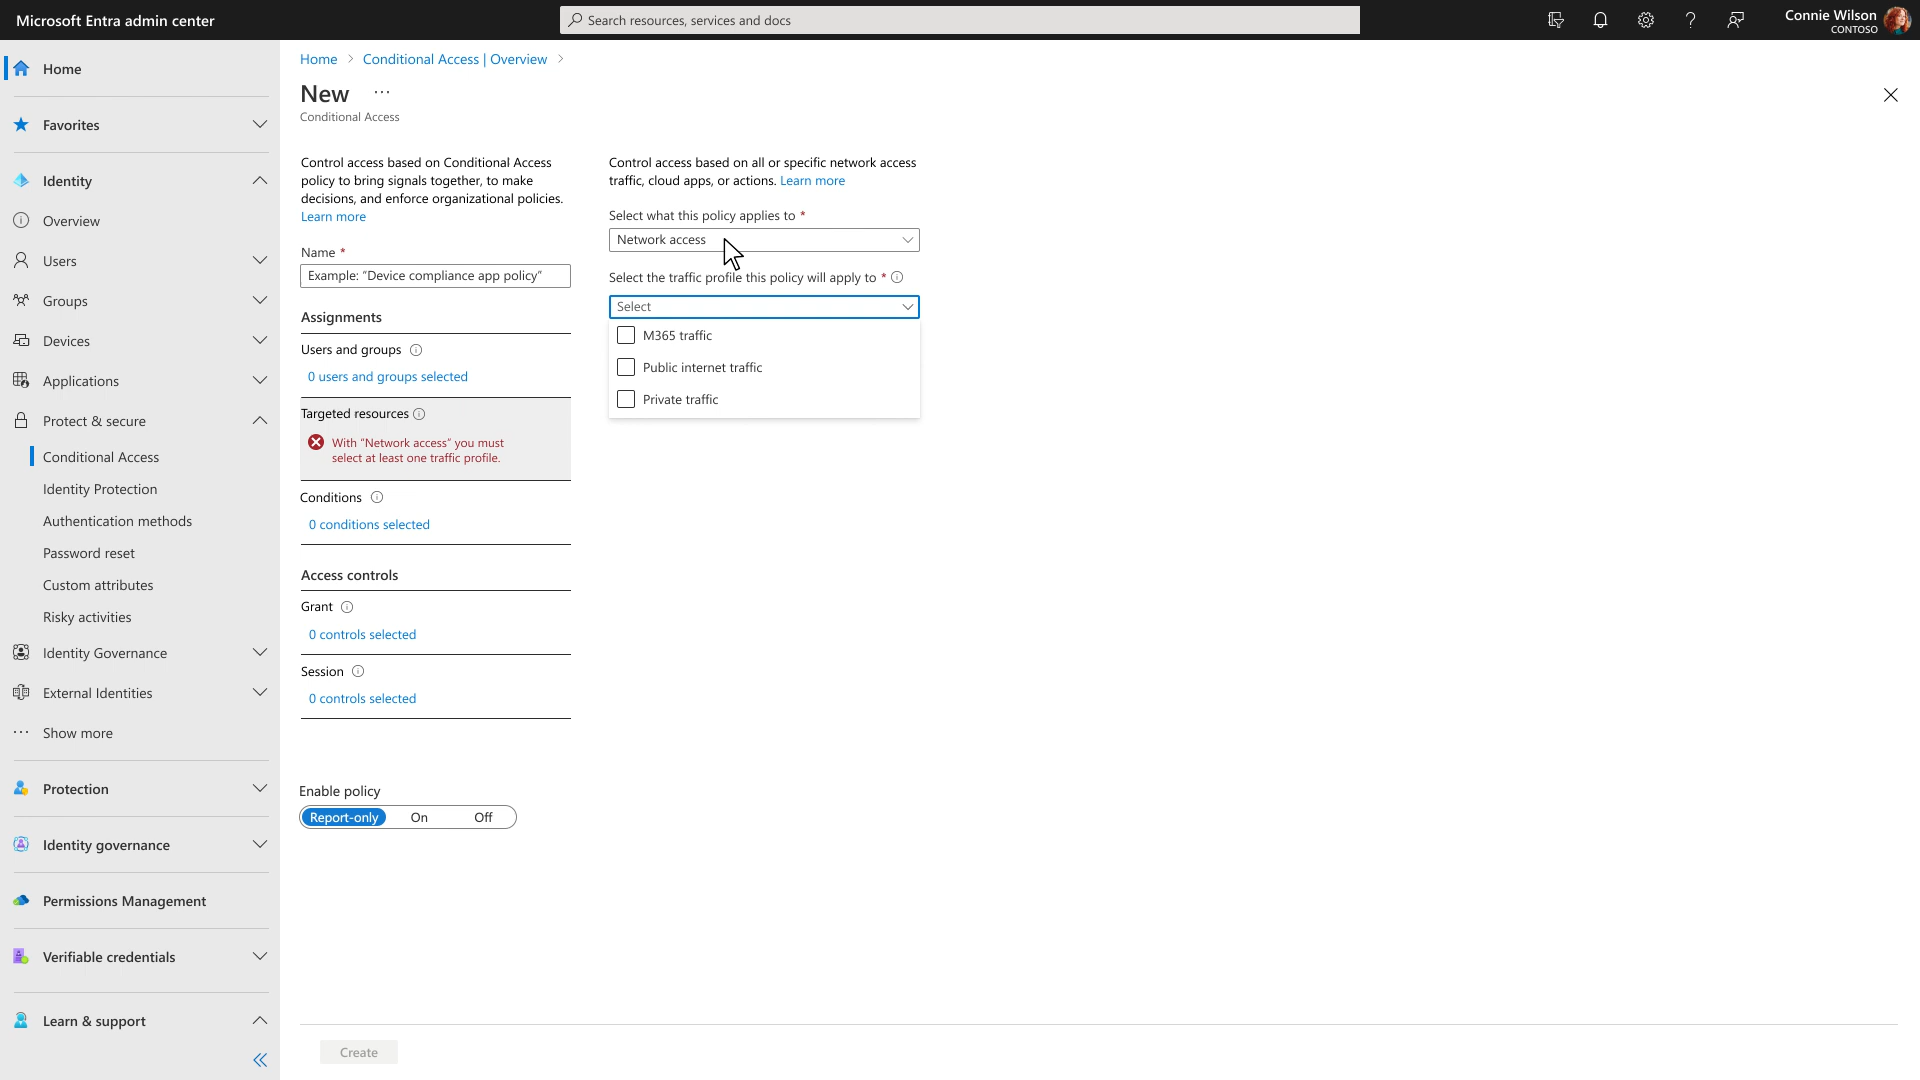 Microsoft Entra admin center
Search resources, services and docs
Connie Wilson
CONTOSO
Home
Favorites
Identity
Overview
Users
Groups
Devices
Applications
Protect & secure
Conditional Access
Identity Protection
Authentication methods
Password reset
Custom attributes
Risky activities
Identity Governance
External Identities
Show more
Protection
Identity governance
Permissions Management
Verifiable credentials
Learn & support
Home > Conditional Access | Overview >
New ...
Conditional Access
Control access based on Conditional Access
policy to bring signals together, to make
decisions, and enforce organizational policies.
Learn more
Name *
Example: "Device compliance app policy"
Assignments
Users and groups
0 users and groups selected
Targeted resources
With "Network access" you must
select at least one traffic profile.
Conditions
0 conditions selected
Access controls
Grant
0 controls selected
Session
0 controls selected
Enable policy
Report-only On Off
Control access based on all or specific network access
traffic, cloud apps, or actions. Learn more
Select what this policy applies to *
Network access
Select the traffic profile this policy will apply to *
Select
M365 traffic
Public internet traffic
Private traffic
Create